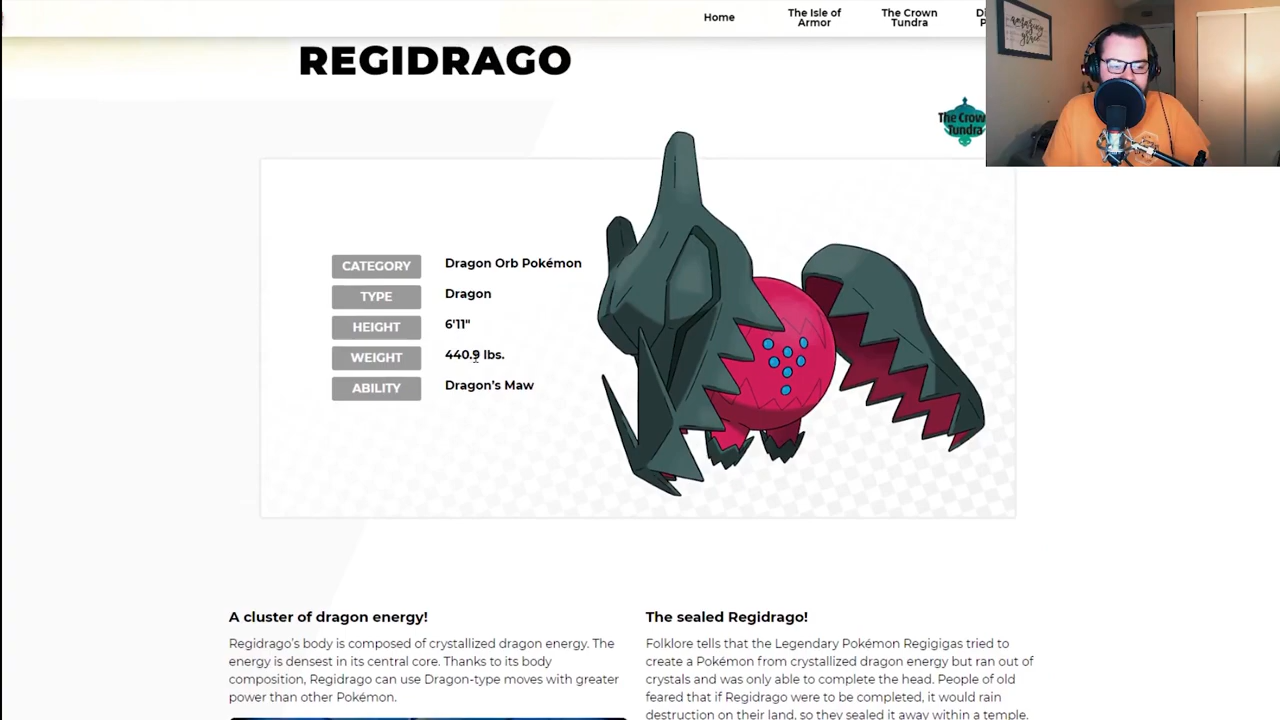 Home
The Isle of
Armor
The Crown
Tundra
REGIDRAGO
The Crow
Tundra
amazing
grace
CATEGORY Dragon Orb Pokémon
TYPE Dragon
HEIGHT 6'11"
WEIGHT 440.9 lbs.
ABILITY Dragon's Maw
A cluster of dragon energy!
Regidrago's body is composed of crystallized dragon energy. The
energy is densest in its central core. Thanks to its body
composition, Regidrago can use Dragon-type moves with greater
power than other Pokémon.
The sealed Regidrago!
Folklore tells that the Legendary Pokémon Regigigas tried to
create a Pokémon from crystallized dragon energy but ran out of
crystals and was only able to complete the head. People of old
feared that if Regidrago were to be completed, it would rain
destruction on their land, so they sealed it away within a temple.